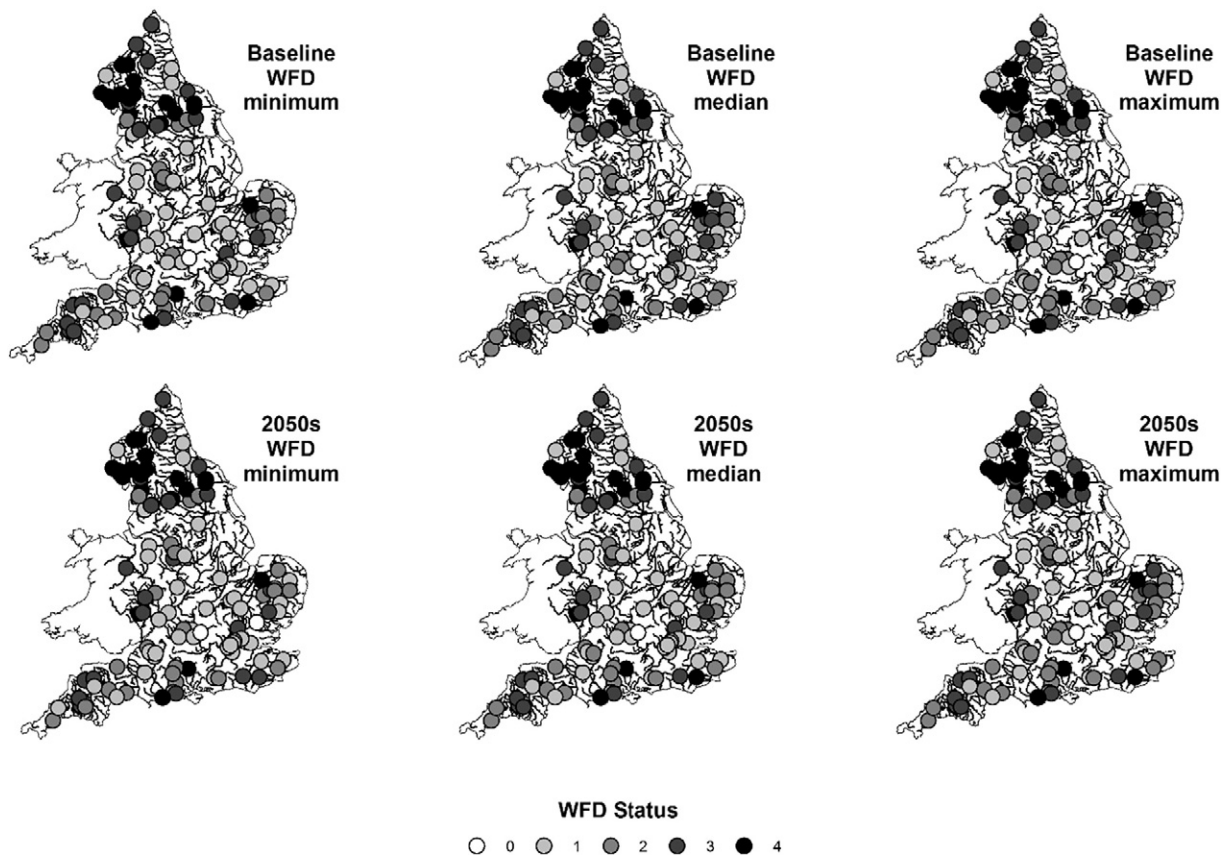 Baseline
WFD
minimum
Baseline
WFD
median
Baseline
WFD
maximum
2050s
WFD
minimum
2050s
WFD
median
2050s
WFD
maximum
WFD Status
0 1 2 3 4